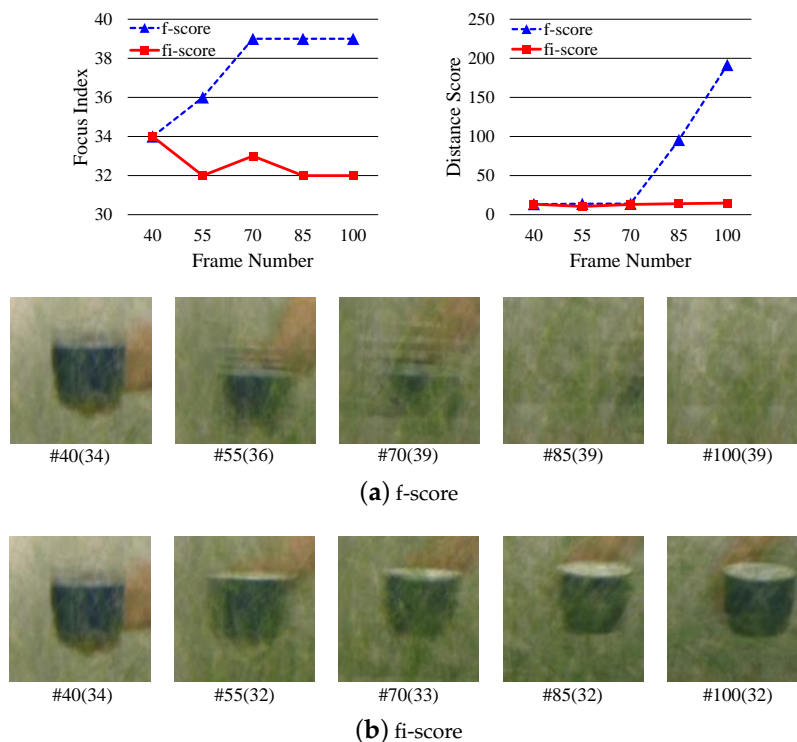 40
38
36
34
32
30
f-score
fi-score
Focus Index
40 55 70 85 100
Frame Number
250
200
150
100
50
0
f-score
fi-score
Distance Score
40 55 70 85 100
Frame Number
#40(34) #55(36) #70(39) #85(39) #100(39)
(a) f-score
#40(34) #55(32) #70(33) #85(32) #100(32)
(b) fi-score